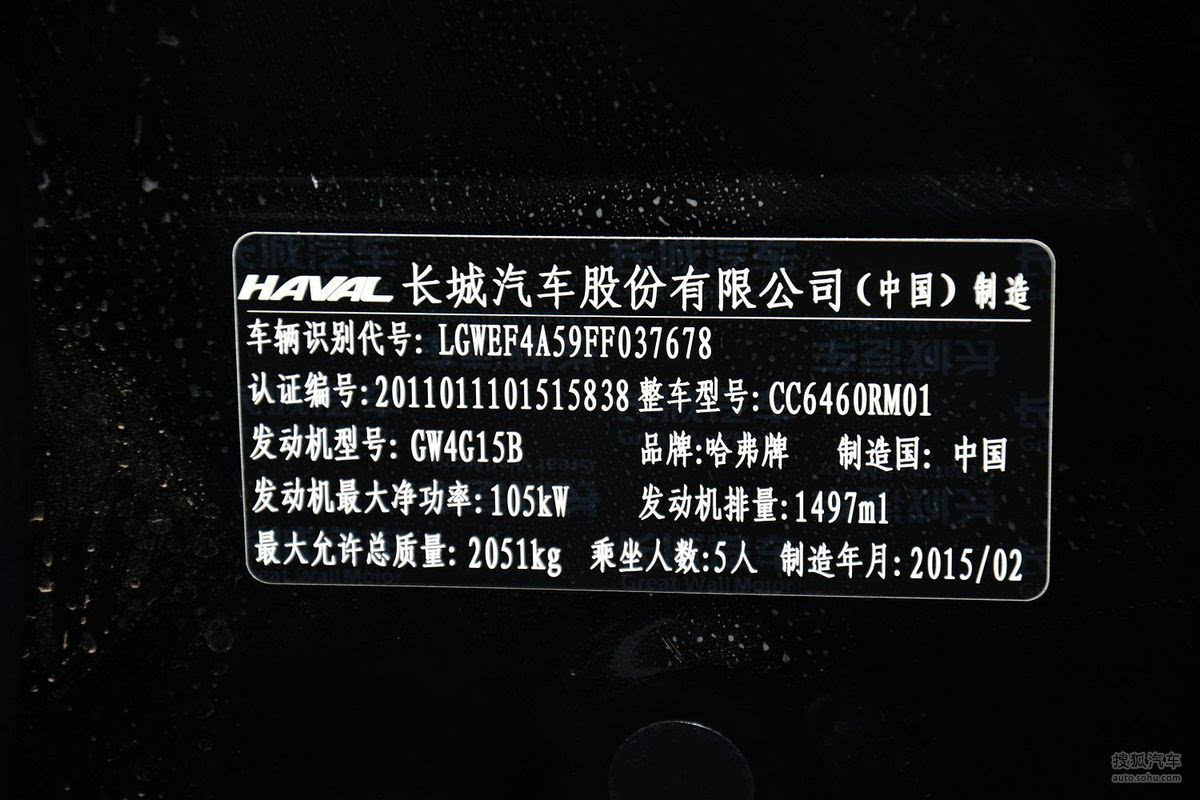 HAVAL 长城汽车股份有限公司(中国)制造
车辆识别代号: LGWEF4A59FF037678
认证编号:2011011101515838 整车型号:CC6460RM01
发动机型号: GW4G15B 品牌:哈弗牌 制造国: 中国
发动机最大净功率:105kW 发动机排量:1497ml
最大允许总质量: 2051kg 乘坐人数:5人 制造年月:2015/02
Great Wall Motor
搜狐汽车
auto.sohu.com